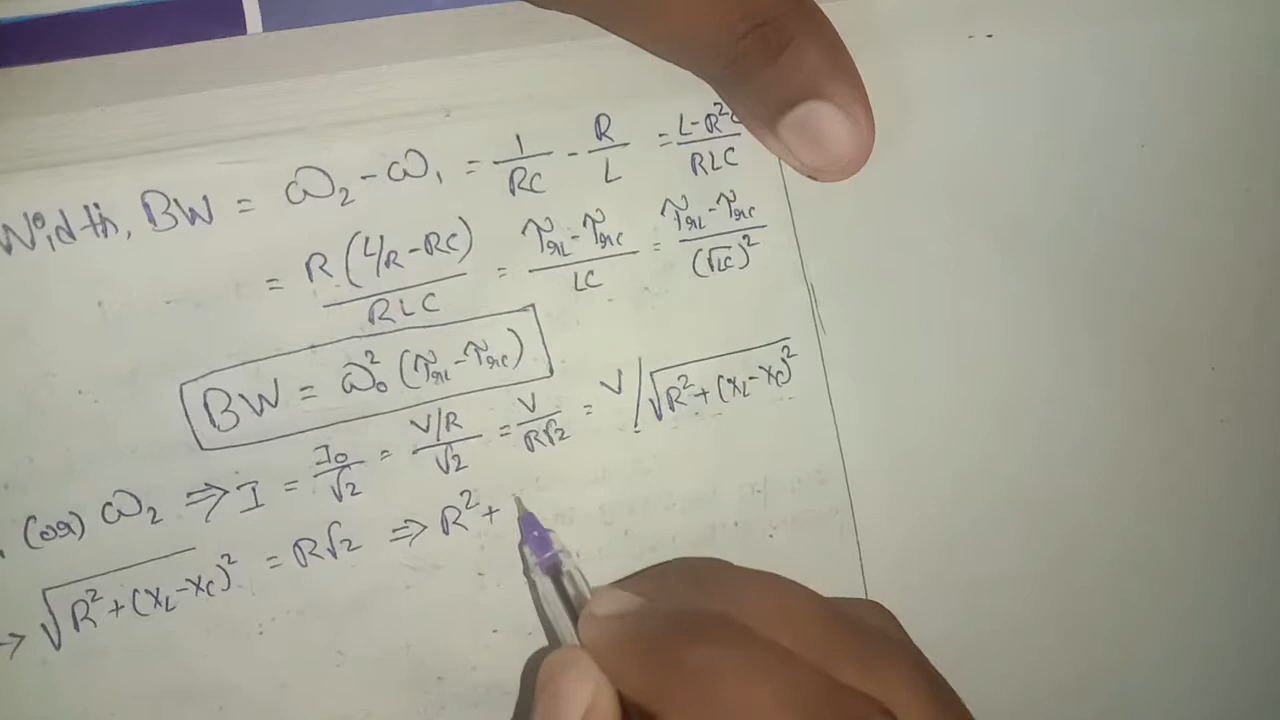 Width, BW = ω₂ - ω₁ = 1/RC - R/L = L-R²C/RLC
= R(L/R-RC)/RLC = τ_RL-τ_RC/LC = τ_RL-τ_RC/(√LC)²
BW = ω₀² (τ_RL-τ_RC)
(or) ω₂ ⇒ I = I₀/√2 = V/R/√2 = V/R√2 = V/√R²+(X_L-X_C)²
→ √R²+(X_L-X_C)² = R√2 ⇒ R²+